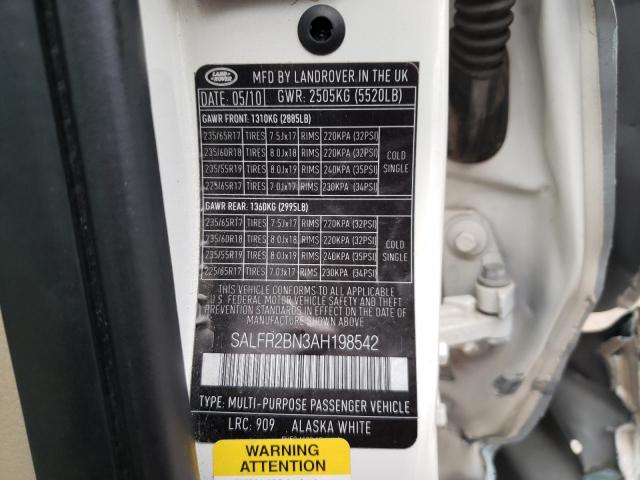 LAND ROVER
MFD BY LANDROVER.IN THE UK
DATE: 05/10 GWR: 2505KG (5520LB)
GAWR FRONT: 1310KG (2885LB)
235/65R17 TIRES 7.5Jx17 RIMS 220KPA (32PSI)
235/60R18 TIRES 8.0Jx18 RIMS 220KPA (32PSI)
235/55R19 TIRES 8.0Jx19 RIMS 240KPA (35PSI)
225/65R17 TIRES 7.0Jx17 RIMS 230KPA (34PSI)
COLD
SINGLE
GAWR REAR: 1360KG (2995LB)
235/65R17 TIRES 7.5Jx17 RIMS 220KPA (32PSI)
235/60R18 TIRES 8.0Jx18 RIMS 220KPA (32PSI)
235/55R19 TIRES 8.0Jx19 RIMS 240KPA (35PSI)
225/65R17 TIRES 7.0Jx17 RIMS 230KPA (34PSI)
COLD
SINGLE
THIS VEHICLE CONFORMS TO ALL APPLICABLE
U.S. FEDERAL MOTOR VEHICLE SAFETY AND THEFT
PREVENTION STANDARDS IN EFFECT ON THE DATE OF
MANUFACTURE SHOWN ABOVE.
SALFR2BN3AH198542
TYPE: MULTI-PURPOSE PASSENGER VEHICLE
LRC: 909 ALASKA WHITE
WARNING
ATTENTION